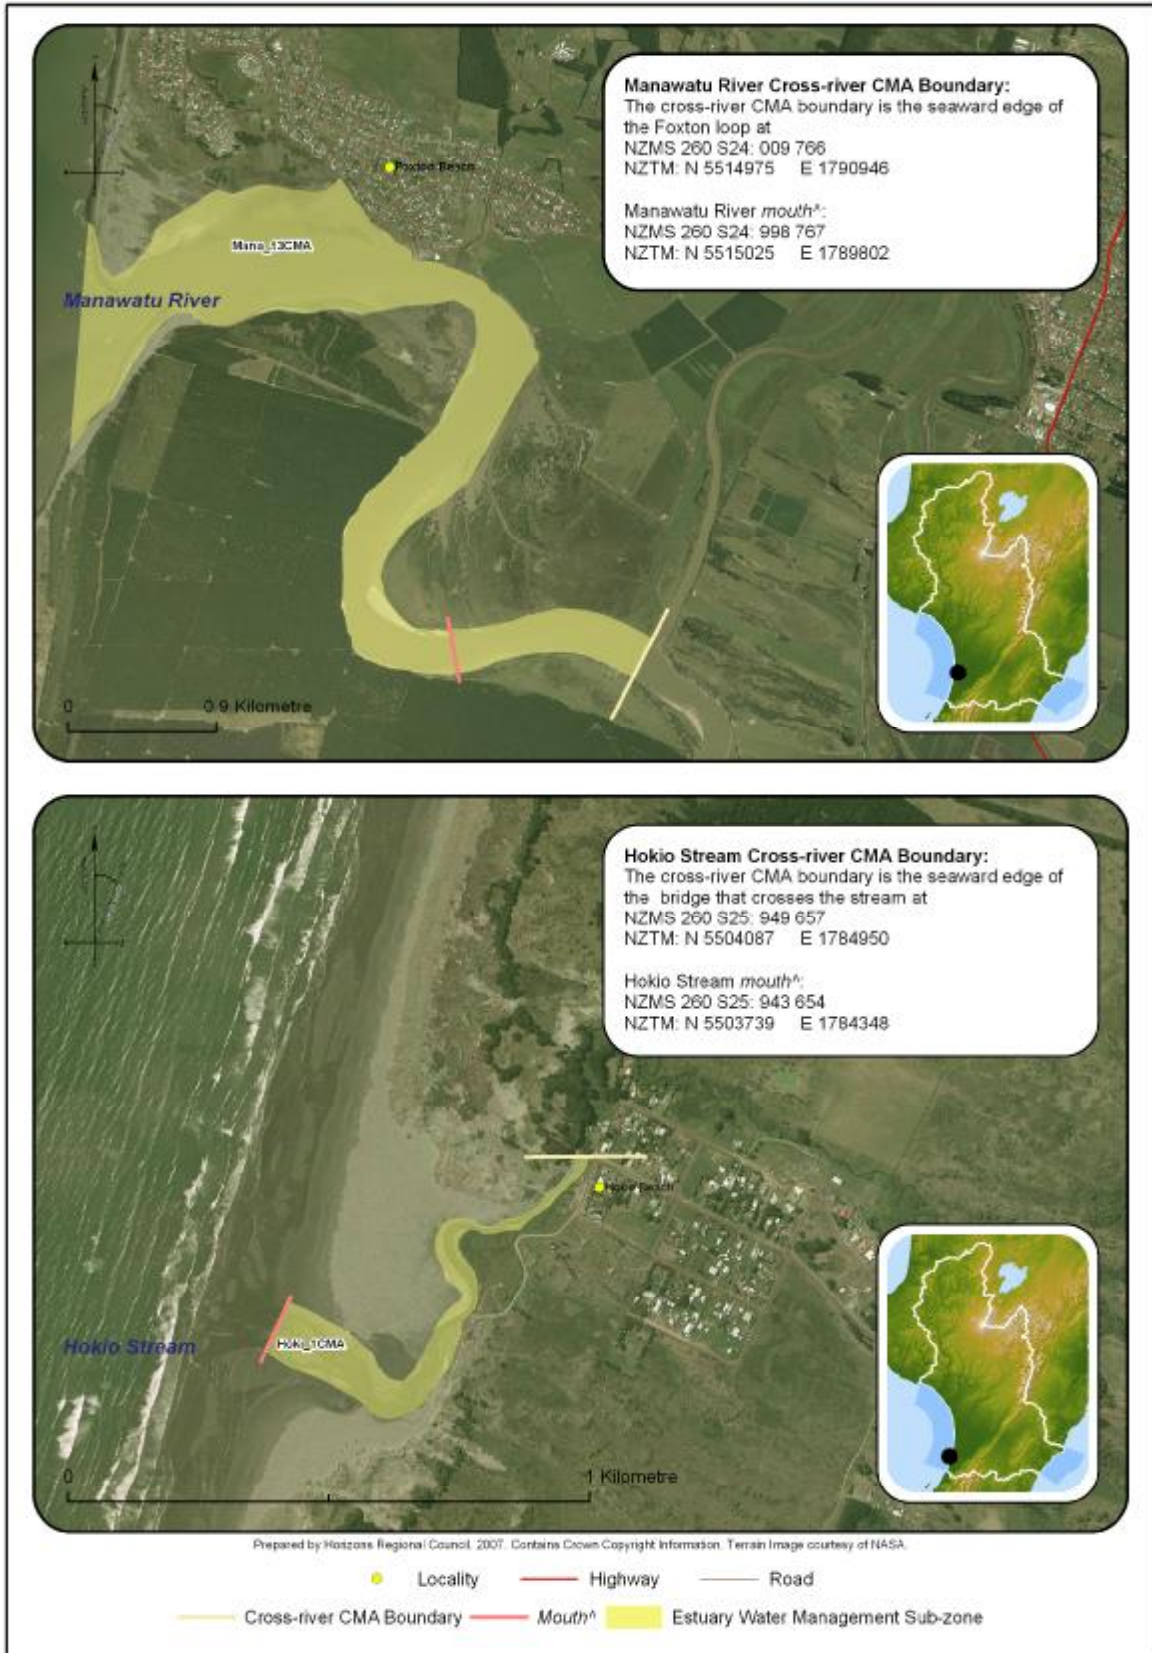 Manawatu River Cross-river CMA Boundary:
The cross-river CMA boundary is the seaward edge of
the Foxton loop at
NZMS 260 S24: 009 766
NZTM: N 5514975 E 1790946
Manawatu River mouth^:
NZMS 260 S24: 998 767
NZTM: N 5515025 E 1789802
Foxton Beach
Mana_13CMA
Manawatu River
0 0.9 Kilometre
Hokio Stream Cross-river CMA Boundary:
The cross-river CMA boundary is the seaward edge of
the bridge that crosses the stream at
NZMS 260 S25: 949 657
NZTM: N 5504087 E 1784950
Hokio Stream mouth^:
NZMS 260 S25: 943 654
NZTM: N 5503739 E 1784348
Hokio Beach
Hokio Stream
Hoki_1CMA
0 1 Kilometre
Prepared by Horizons Regional Council, 2007. Contains Crown Copyright Information. Terrain Image courtesy of NASA.
Locality Highway Road
Cross-river CMA Boundary Mouth^ Estuary Water Management Sub-zone